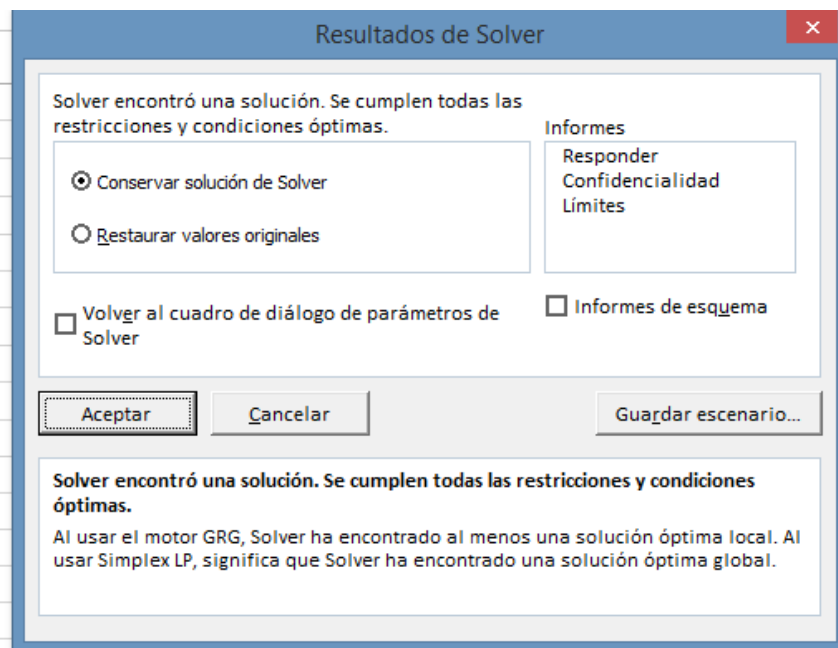 Resultados de Solver
Solver encontró una solución. Se cumplen todas las
restricciones y condiciones óptimas.
Informes
Responder
Confidencialidad
Límites
Conservar solución de Solver
Restaurar valores originales
Volver al cuadro de diálogo de parámetros de
Solver
Informes de esquema
Aceptar
Cancelar
Guardar escenario...
Solver encontró una solución. Se cumplen todas las restricciones y condiciones
óptimas.
Al usar el motor GRG, Solver ha encontrado al menos una solución óptima local. Al
usar Simplex LP, significa que Solver ha encontrado una solución óptima global.